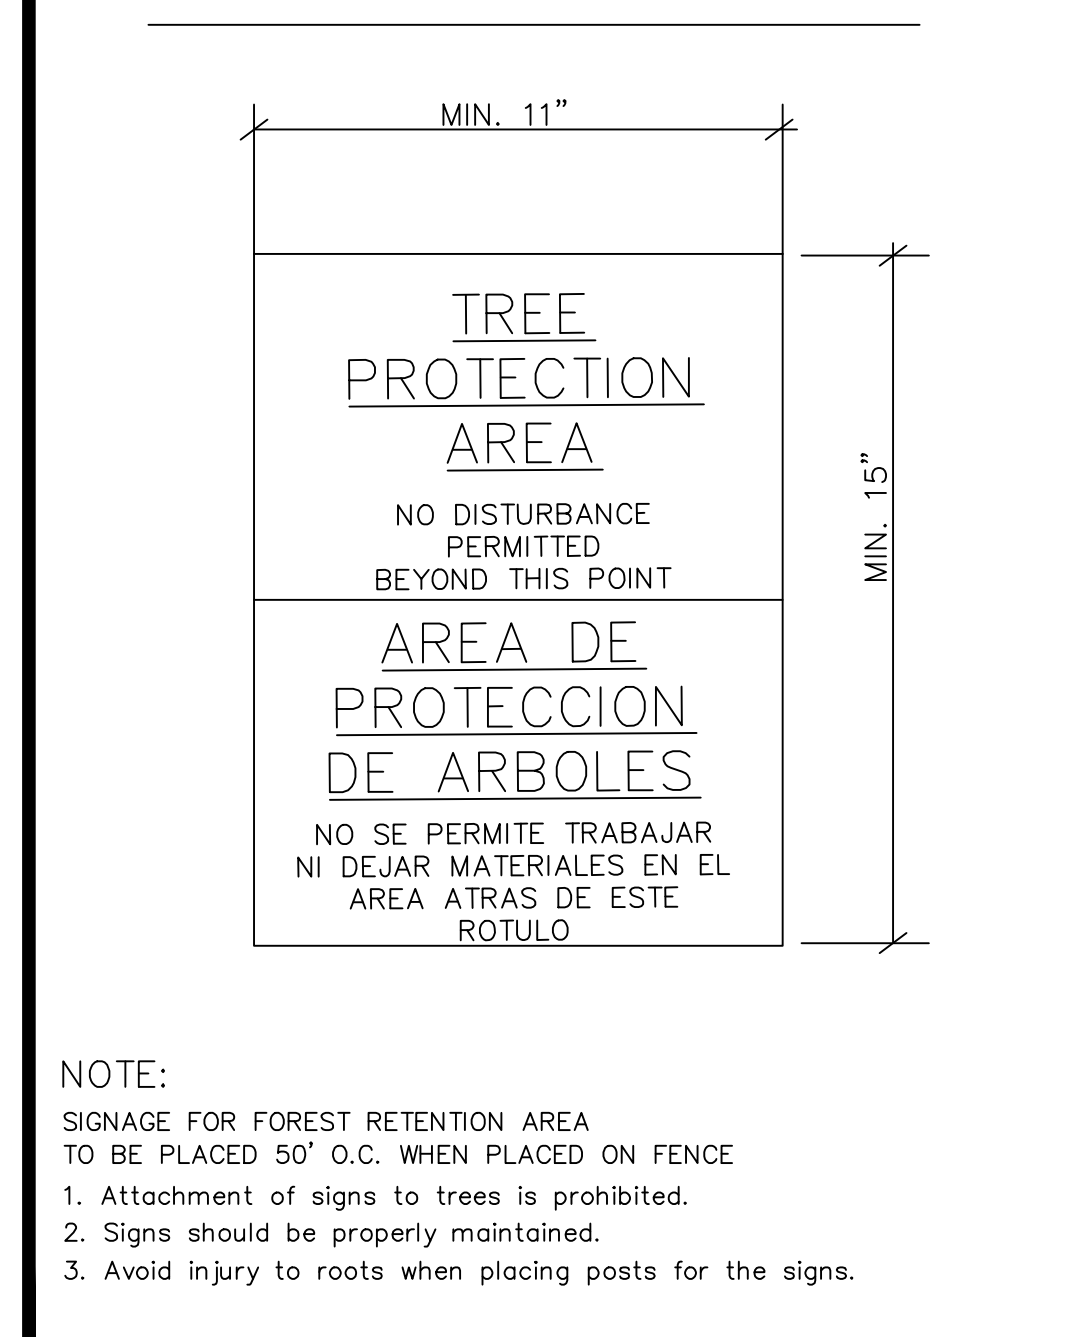 MIN. 11”
TREE
PROTECTION
AREA
NO DISTURBANCE
PERMITTED
BEYOND THIS POINT
MIN. 15”
AREA DE
PROTECCION
DE ARBOLES
NO SE PERMITE TRABAJAR
NI DEJAR MATERIALES EN EL
AREA ATRAS DE ESTE
ROTULO
NOTE:
SIGNAGE FOR FOREST RETENTION AREA
TO BE PLACED 50’ O.C. WHEN PLACED ON FENCE
1. Attachment of signs to trees is prohibited.
2. Signs should be properly maintained.
3. Avoid injury to roots when placing posts for the signs.